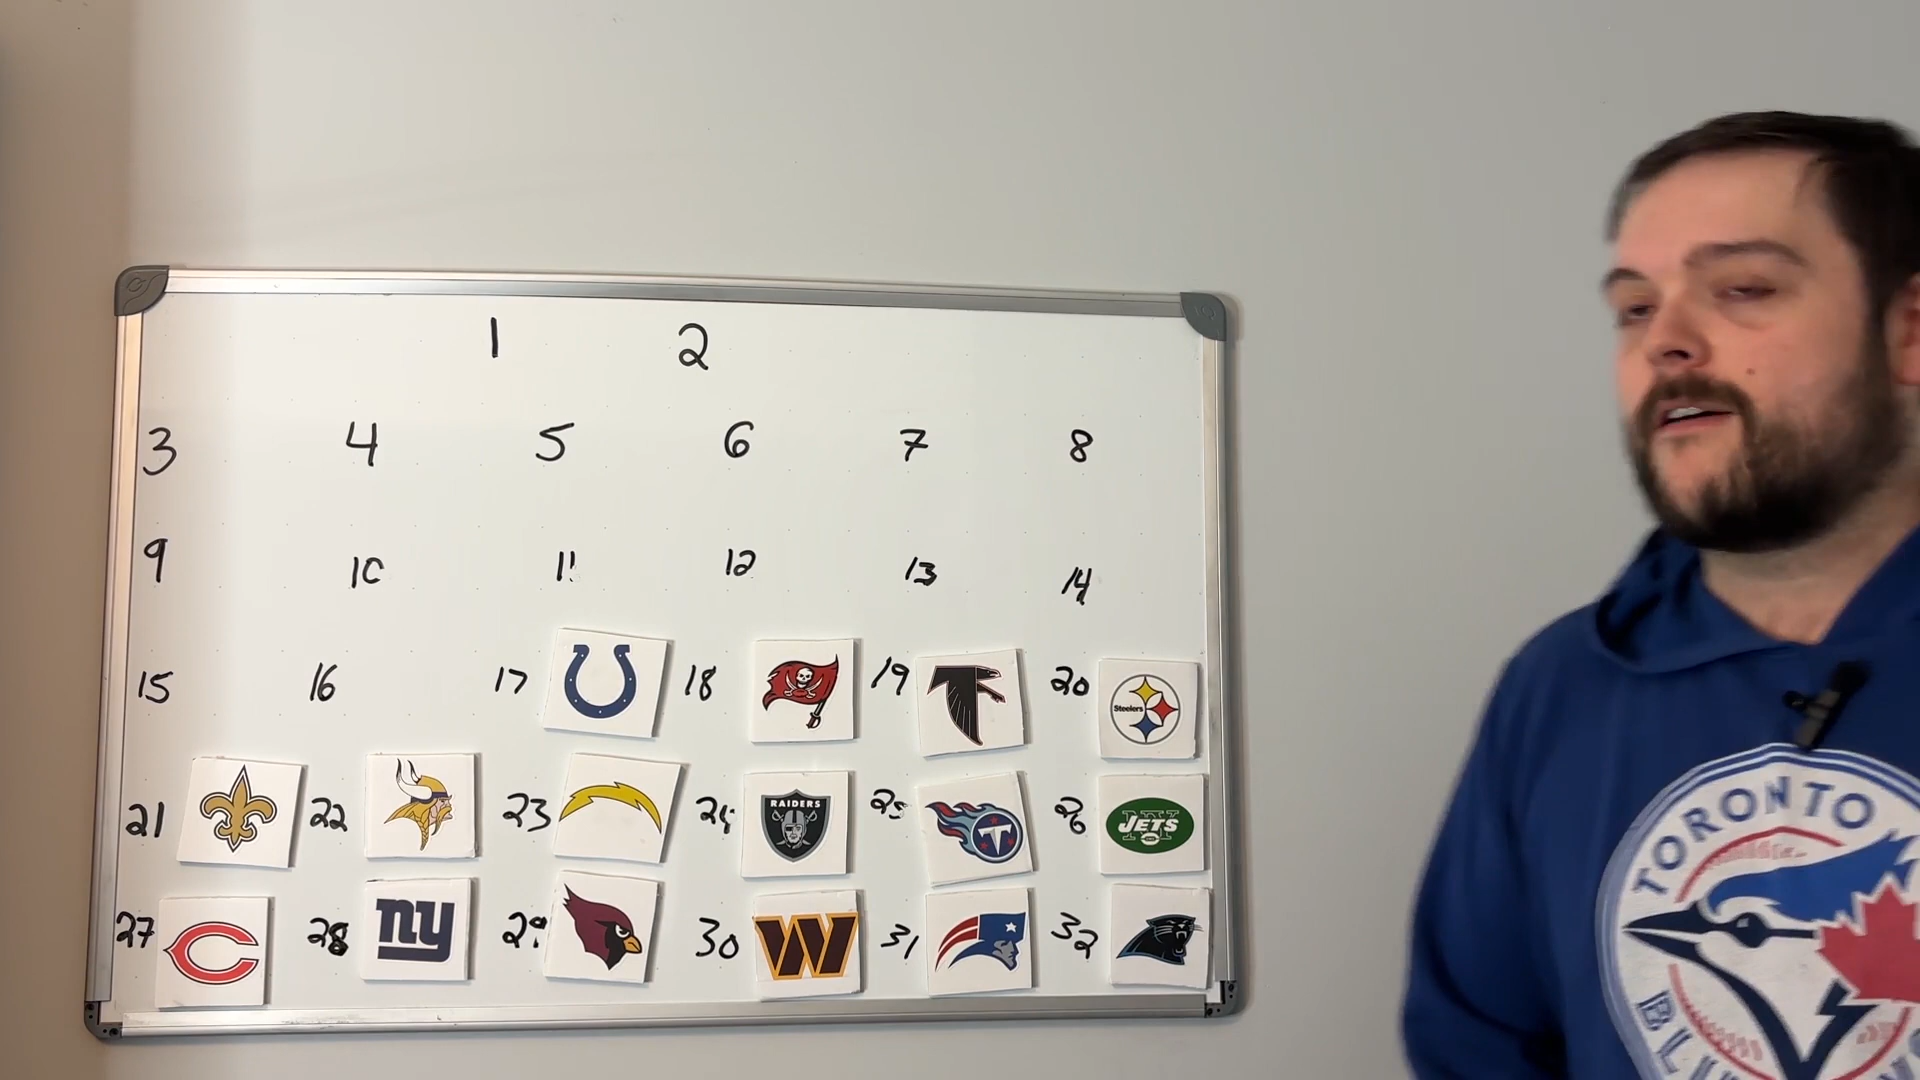 1 2
3 4 5 6 7 8
9 10 11 12 13 14
15 16 17 18 19 20 Steelers
21 22 23 24 RAIDERS 25 26 NY JETS
27 28 ny 29 30 W 31 32
TORONTO